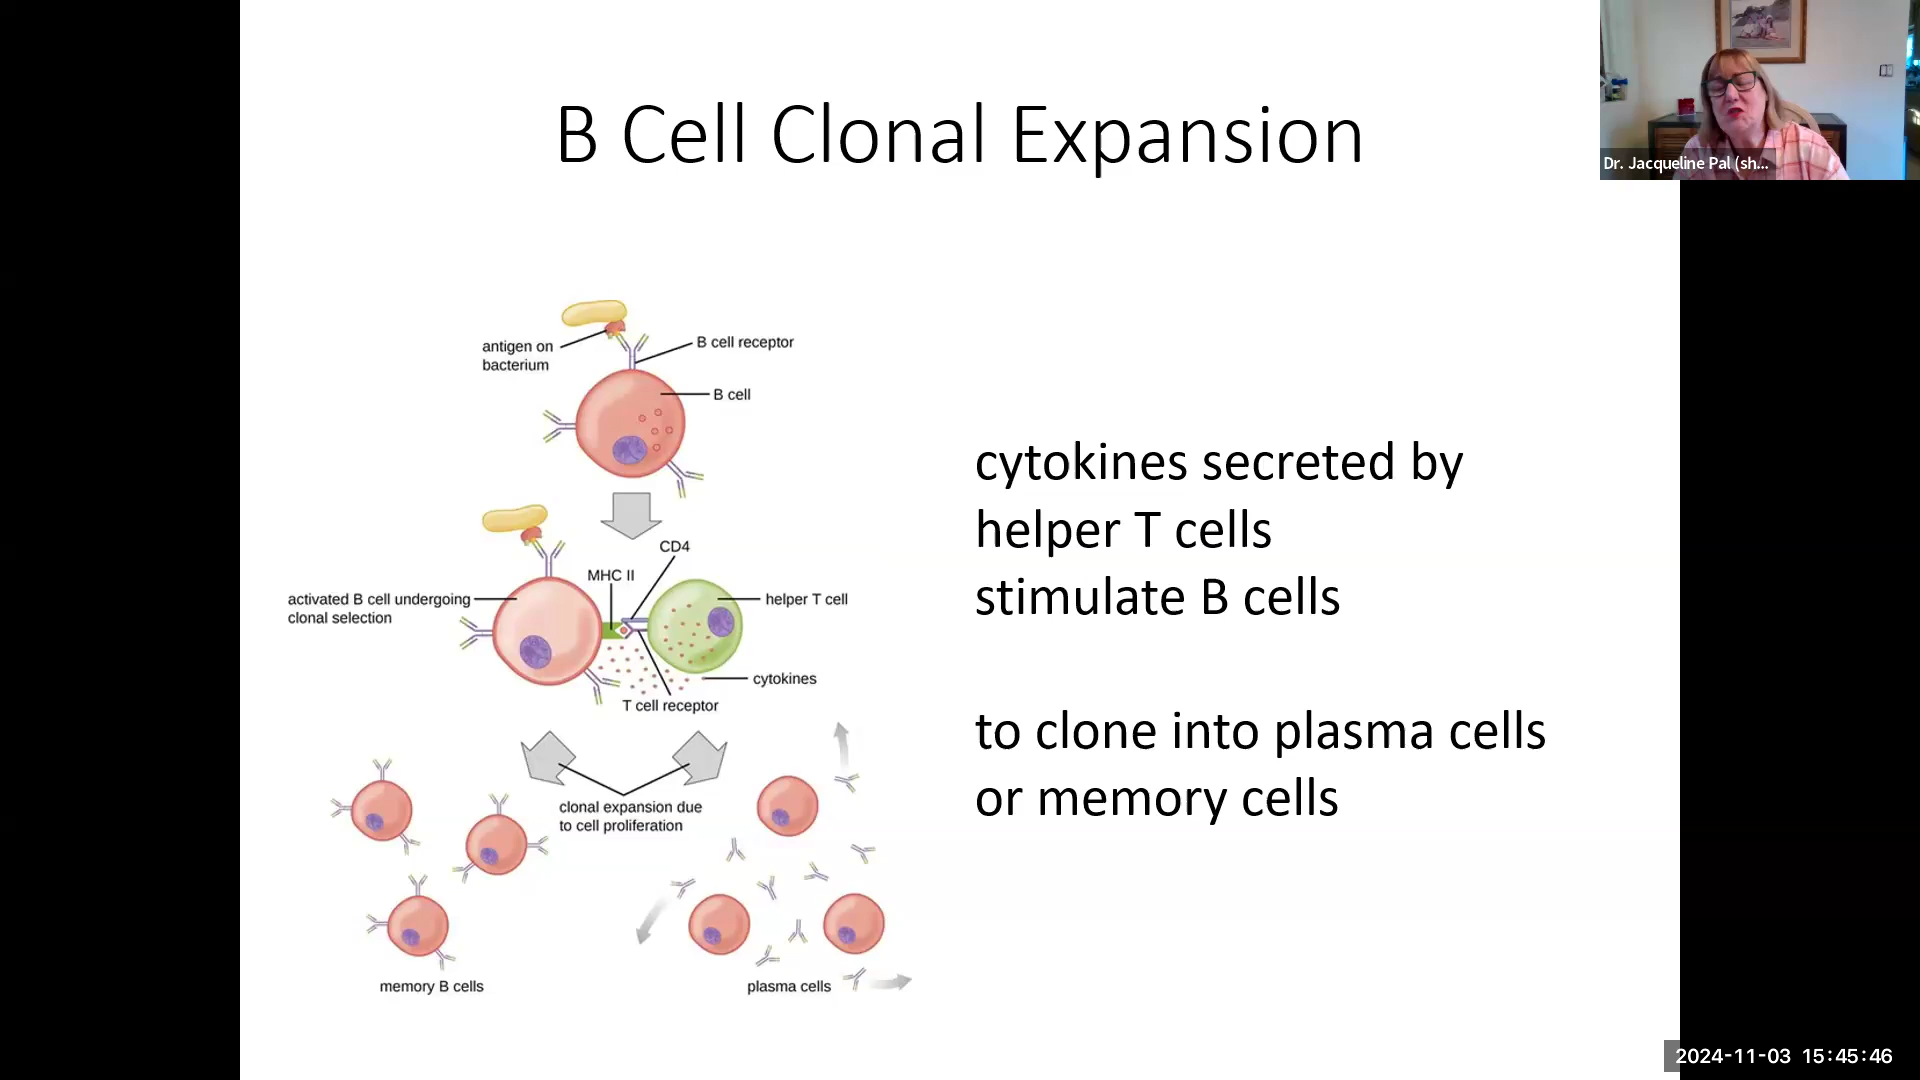 B Cell Clonal Expansion
Dr. Jacqueline Pal (sh...
antigen on
bacterium
B cell receptor
B cell
CD4
MHC II
activated B cell undergoing
clonal selection
helper T cell
cytokines
T cell receptor
clonal expansion due
to cell proliferation
memory B cells
plasma cells
cytokines secreted by
helper T cells
stimulate B cells
to clone into plasma cells
or memory cells
2024-11-03 15:45:46